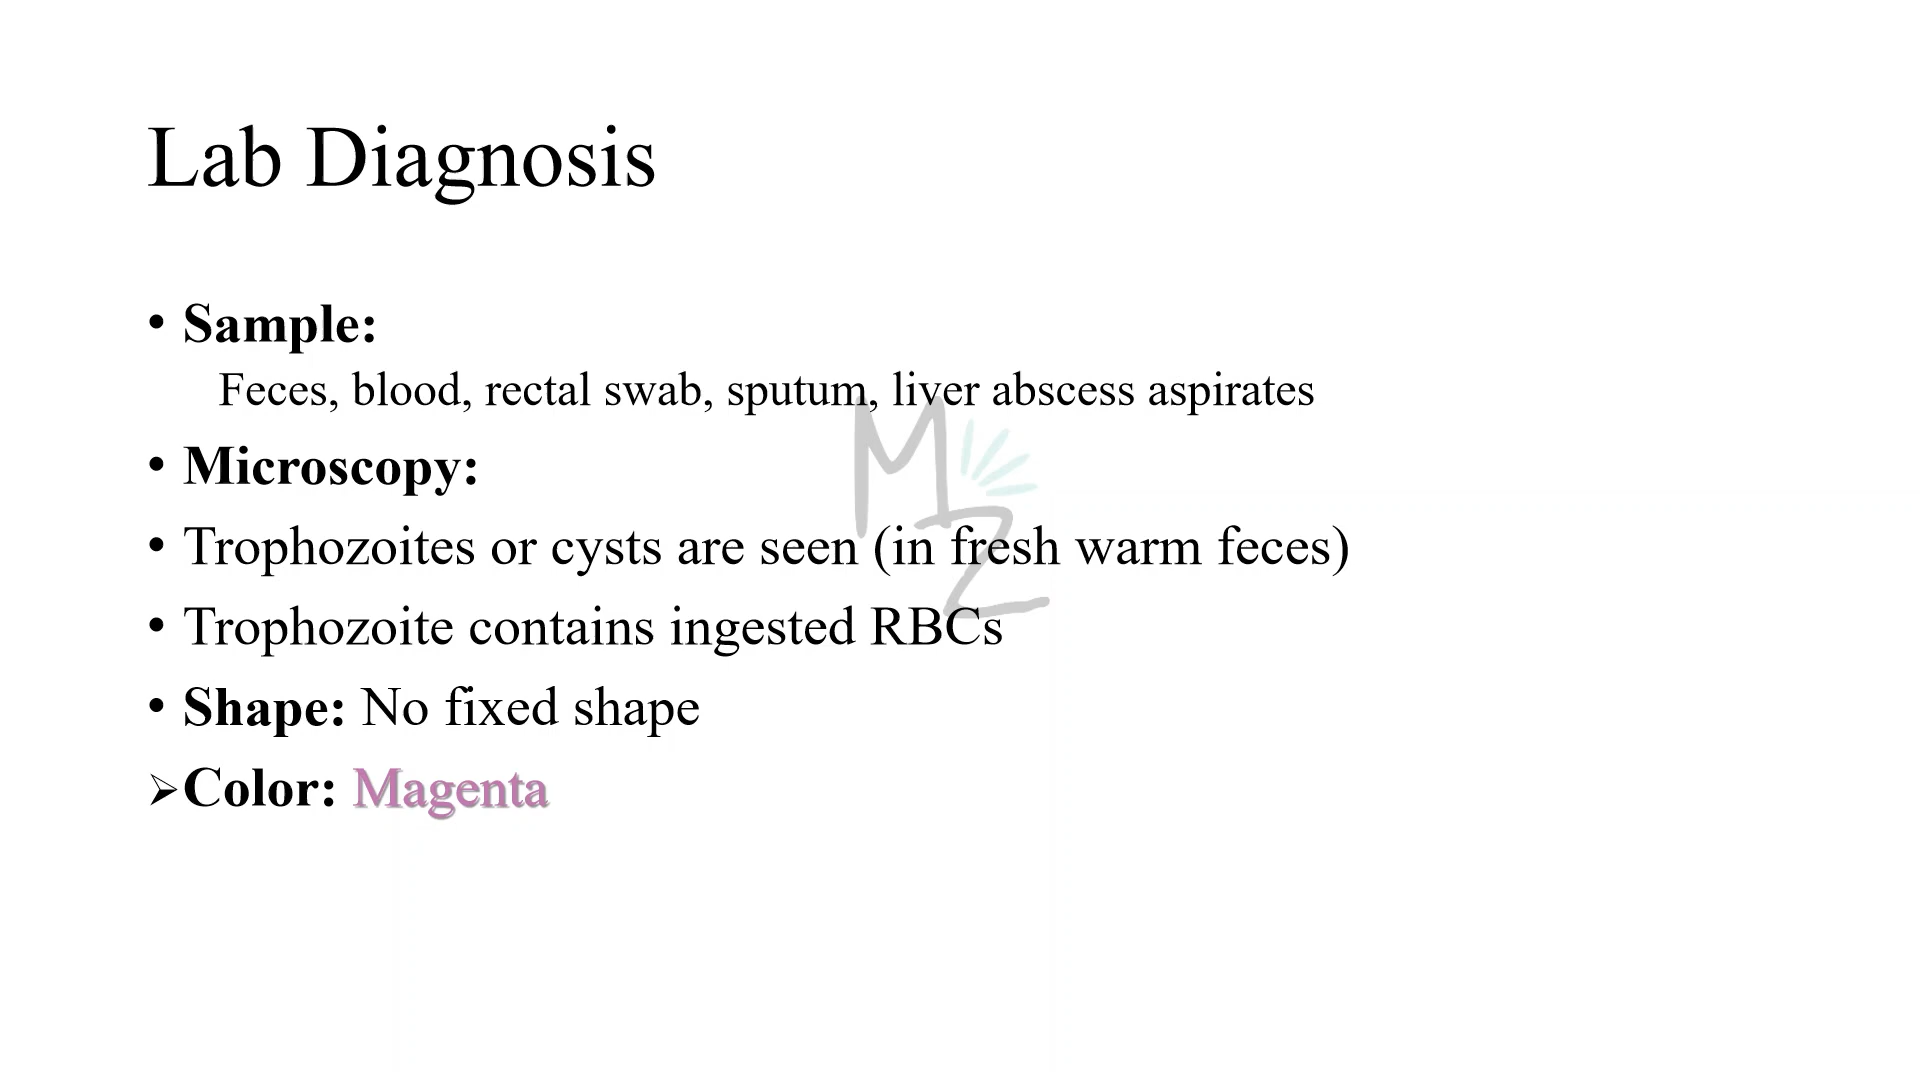 Lab Diagnosis
• Sample:
Feces, blood, rectal swab, sputum, liver abscess aspirates
• Microscopy:
• Trophozoites or cysts are seen (in fresh warm feces)
• Trophozoite contains ingested RBCs
• Shape: No fixed shape
➢Color: Magenta
MZ